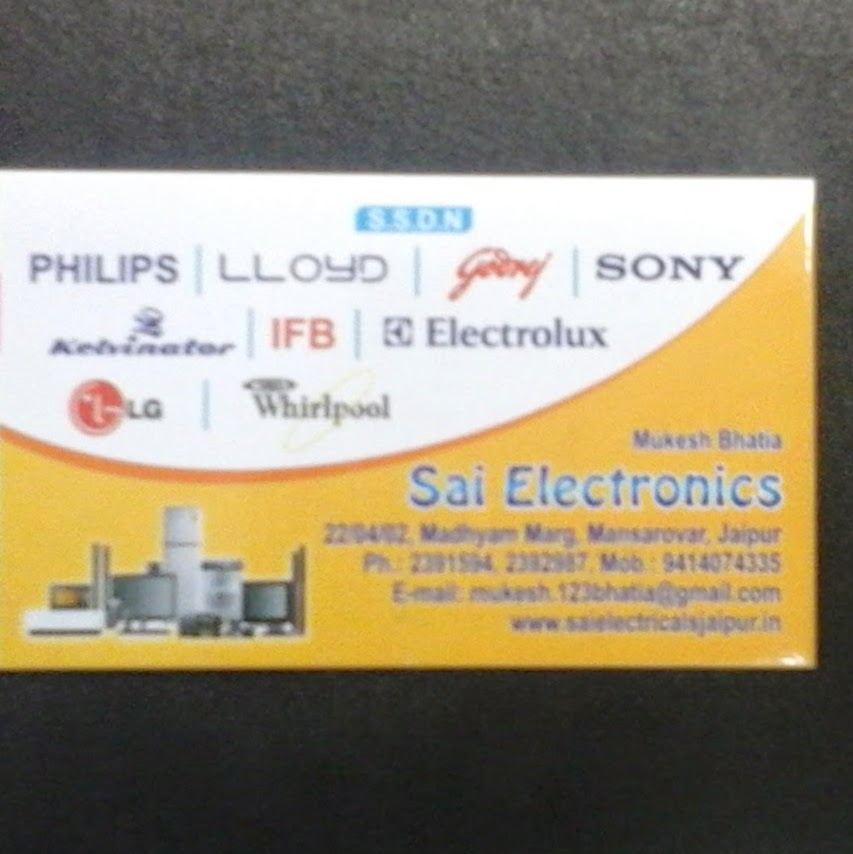 S.S.D.N
PHILIPS LLOYD Godrej SONY
Kelvinator IFB Electrolux
LG Whirlpool
Mukesh Bhatia
Sai Electronics
22/04/02, Madhyam Marg, Mansarovar, Jaipur
Ph.: 2391594, 2392987, Mob.: 9414074335
E-mail: mukesh.123bhatia@gmail.com
www.saielectricalsjaipur.in